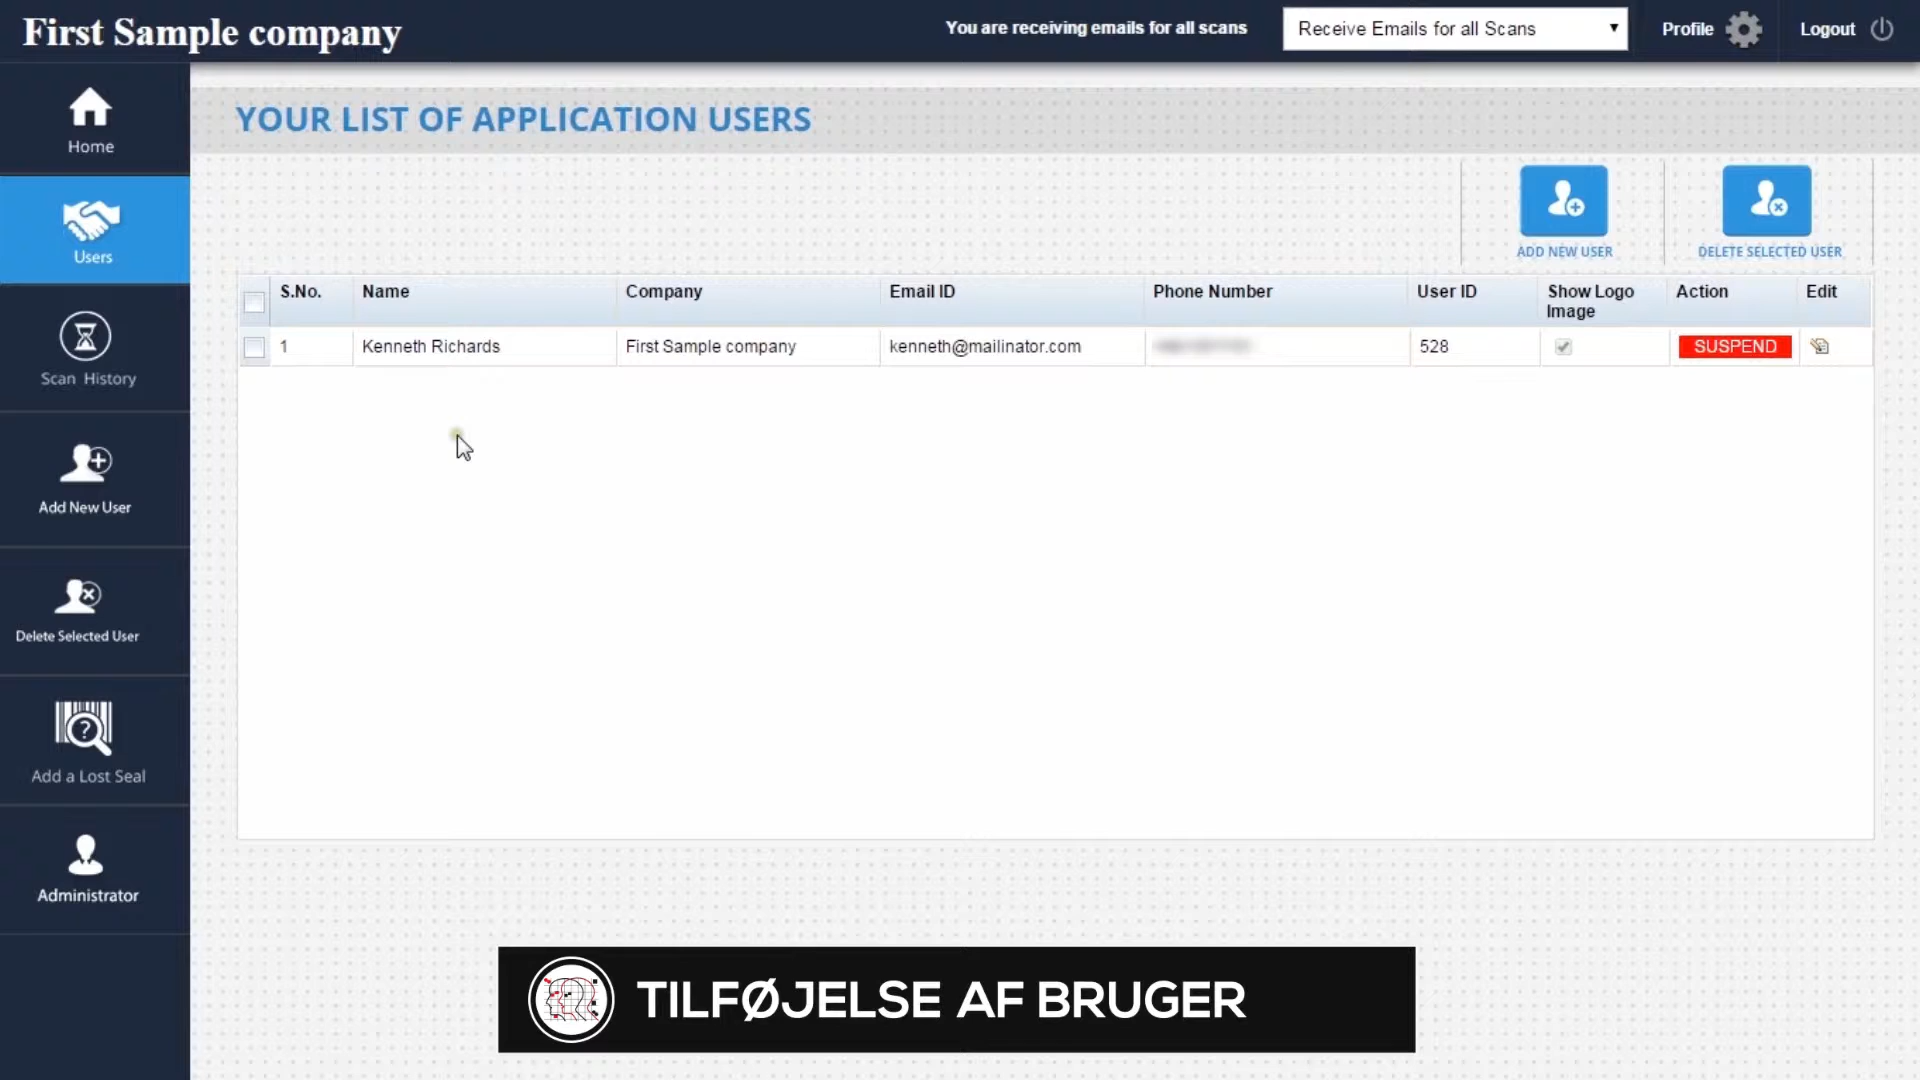 First Sample company
You are receiving emails for all scans
Receive Emails for all Scans
Profile
Logout
Home
Users
Scan History
Add New User
Delete Selected User
Add a Lost Seal
Administrator
YOUR LIST OF APPLICATION USERS
ADD NEW USER
DELETE SELECTED USER
S.No. Name Company Email ID Phone Number User ID Show Logo Image Action Edit
1 Kenneth Richards First Sample company kenneth@mailinator.com 528 SUSPEND
TILFØJELSE AF BRUGER